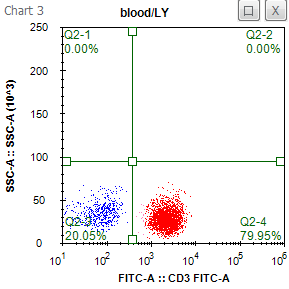 Chart 3
blood/LY
Q2-1
0.00%
Q2-2
0.00%
250
200
150
100
50
0
SSC-A :: SSC-A (10^3)
Q2-4
20.05%
79.95%
10^1 10^2 10^3 10^4 10^5 10^6
FITC-A :: CD3 FITC-A